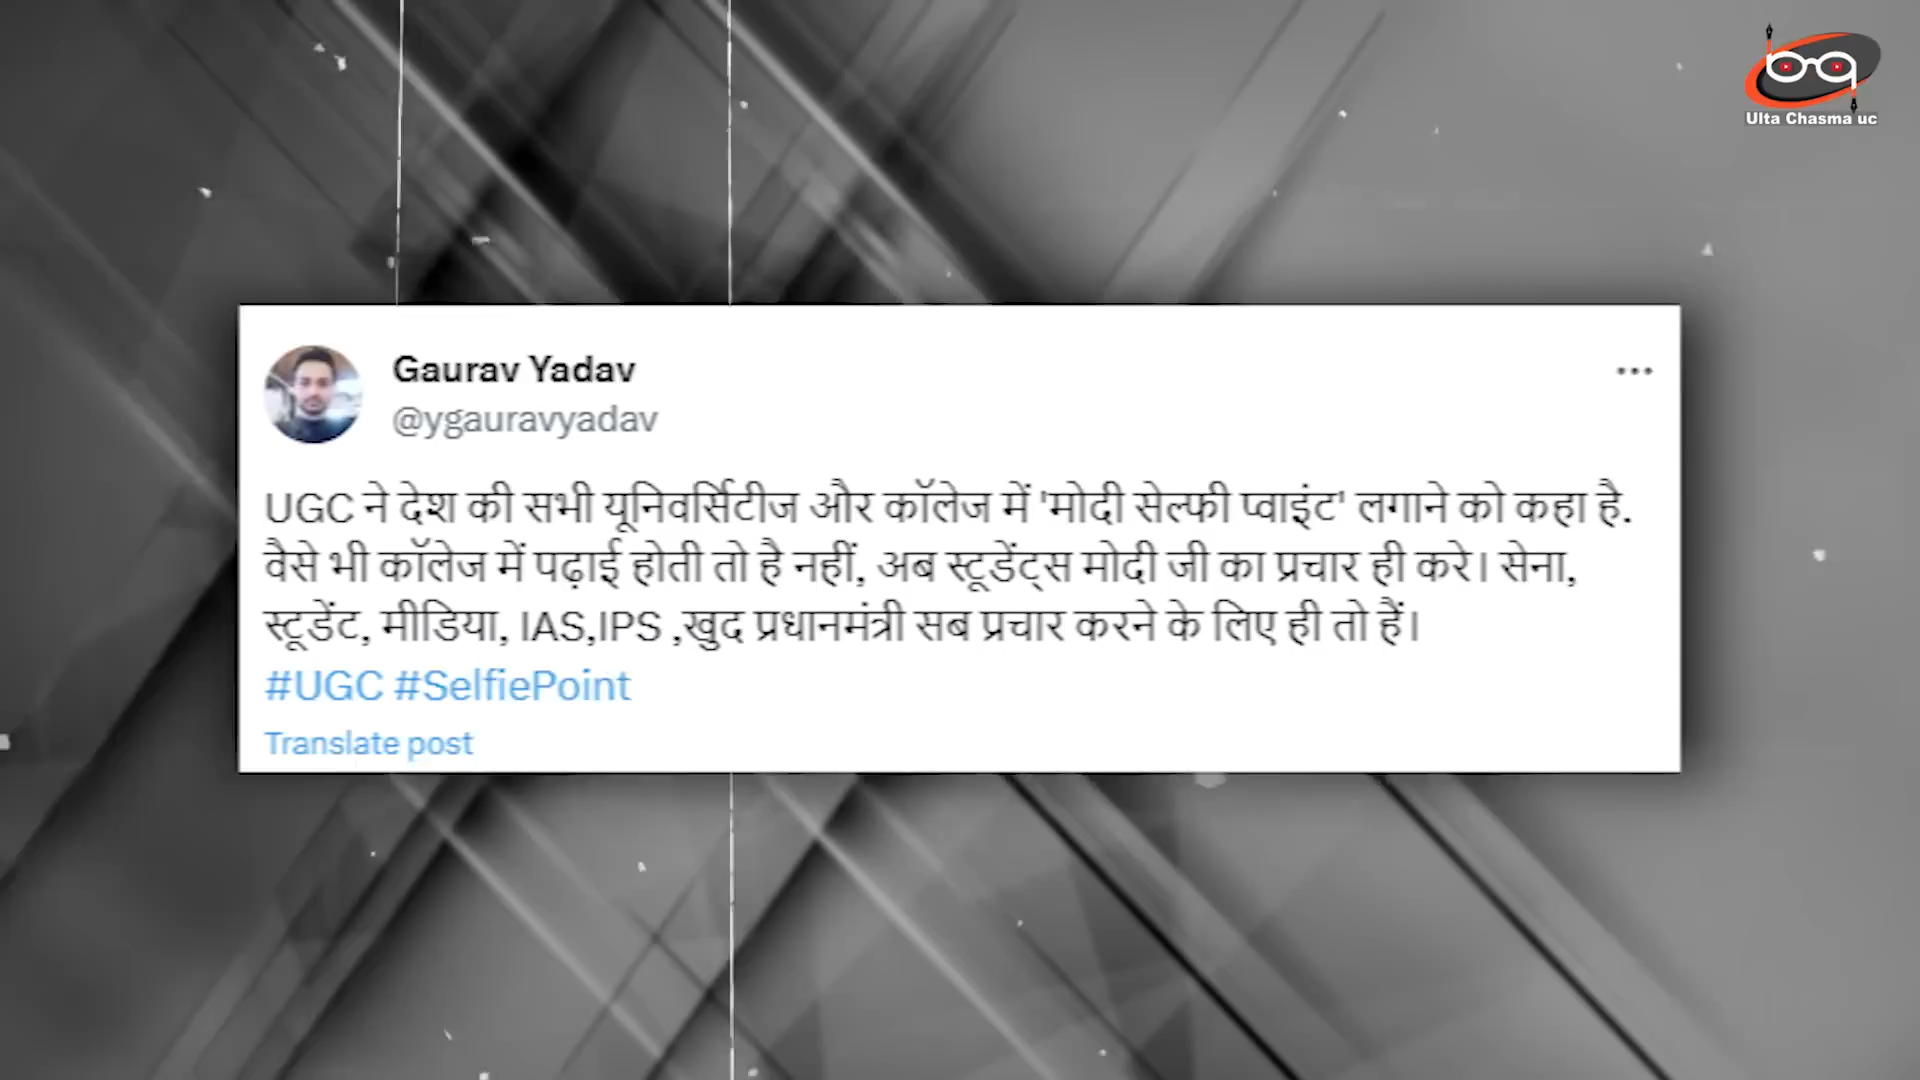 Ulta Chasma uc
Gaurav Yadav
@ygauravyadav
UGC ने देश की सभी यूनिवर्सिटीज और कॉलेज में 'मोदी सेल्फी प्वाइंट' लगाने को कहा है.
वैसे भी कॉलेज में पढ़ाई होती तो है नहीं, अब स्टूडेंट्स मोदी जी का प्रचार ही करे। सेना,
स्टूडेंट, मीडिया, IAS,IPS ,खुद प्रधानमंत्री सब प्रचार करने के लिए ही तो हैं।
#UGC #SelfiePoint
Translate post